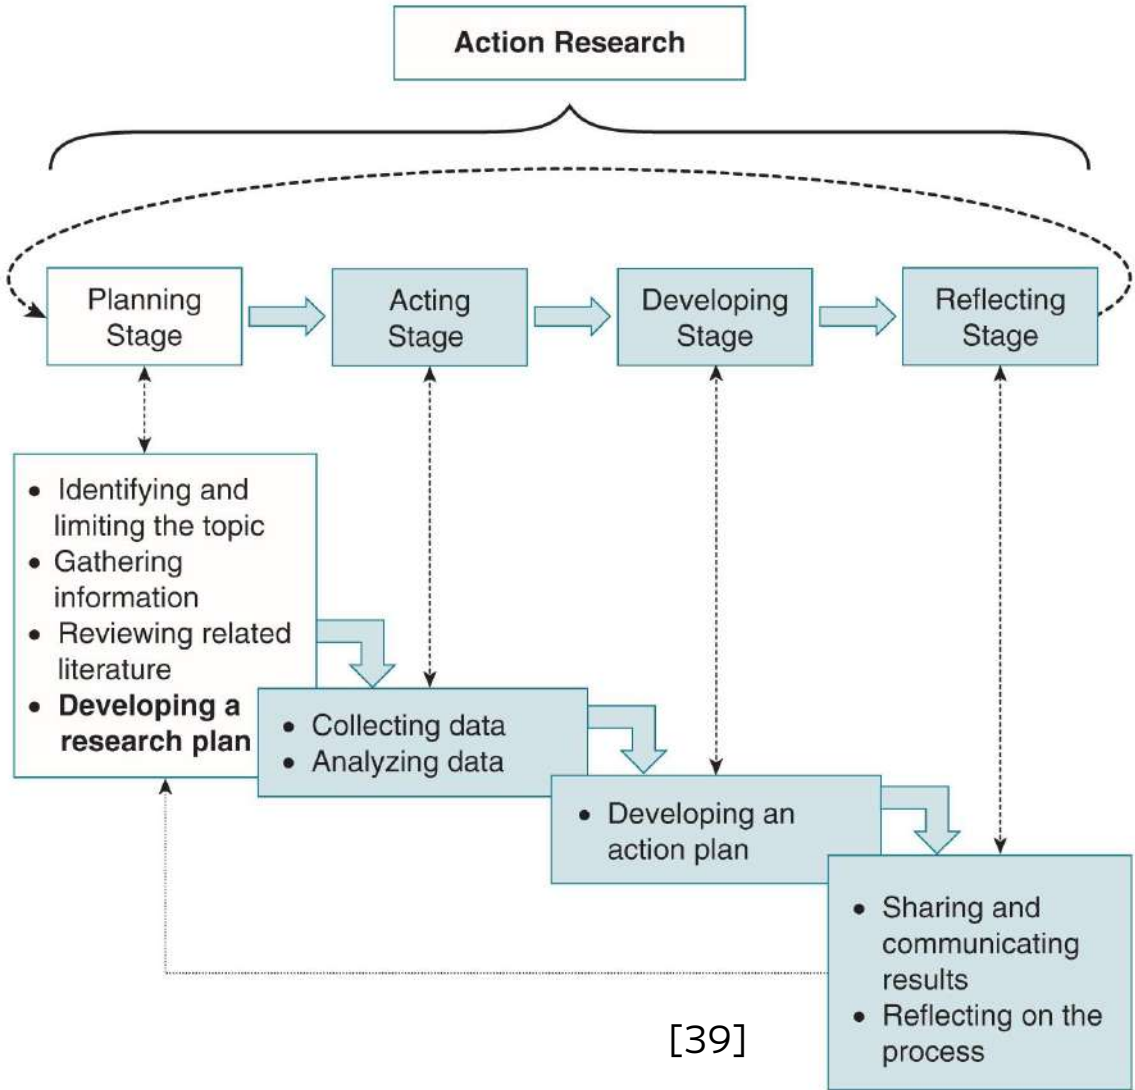 Action Research
Planning
Stage
Acting
Stage
Developing
Stage
Reflecting
Stage
• Identifying and
limiting the topic
• Gathering
information
• Reviewing related
literature
• Developing a
research plan
• Collecting data
• Analyzing data
• Developing an
action plan
• Sharing and
communicating
results
• Reflecting on the
process
[39]